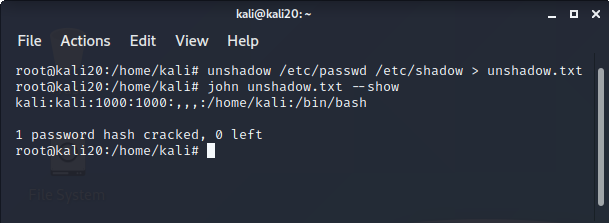 kali@kali20: ~
File Actions Edit View Help
root@kali20:/home/kali# unshadow /etc/passwd /etc/shadow > unshadow.txt
root@kali20:/home/kali# john unshadow.txt --show
kali:kali:1000:1000:,,,:/home/kali:/bin/bash
1 password hash cracked, 0 left
root@kali20:/home/kali#
File System